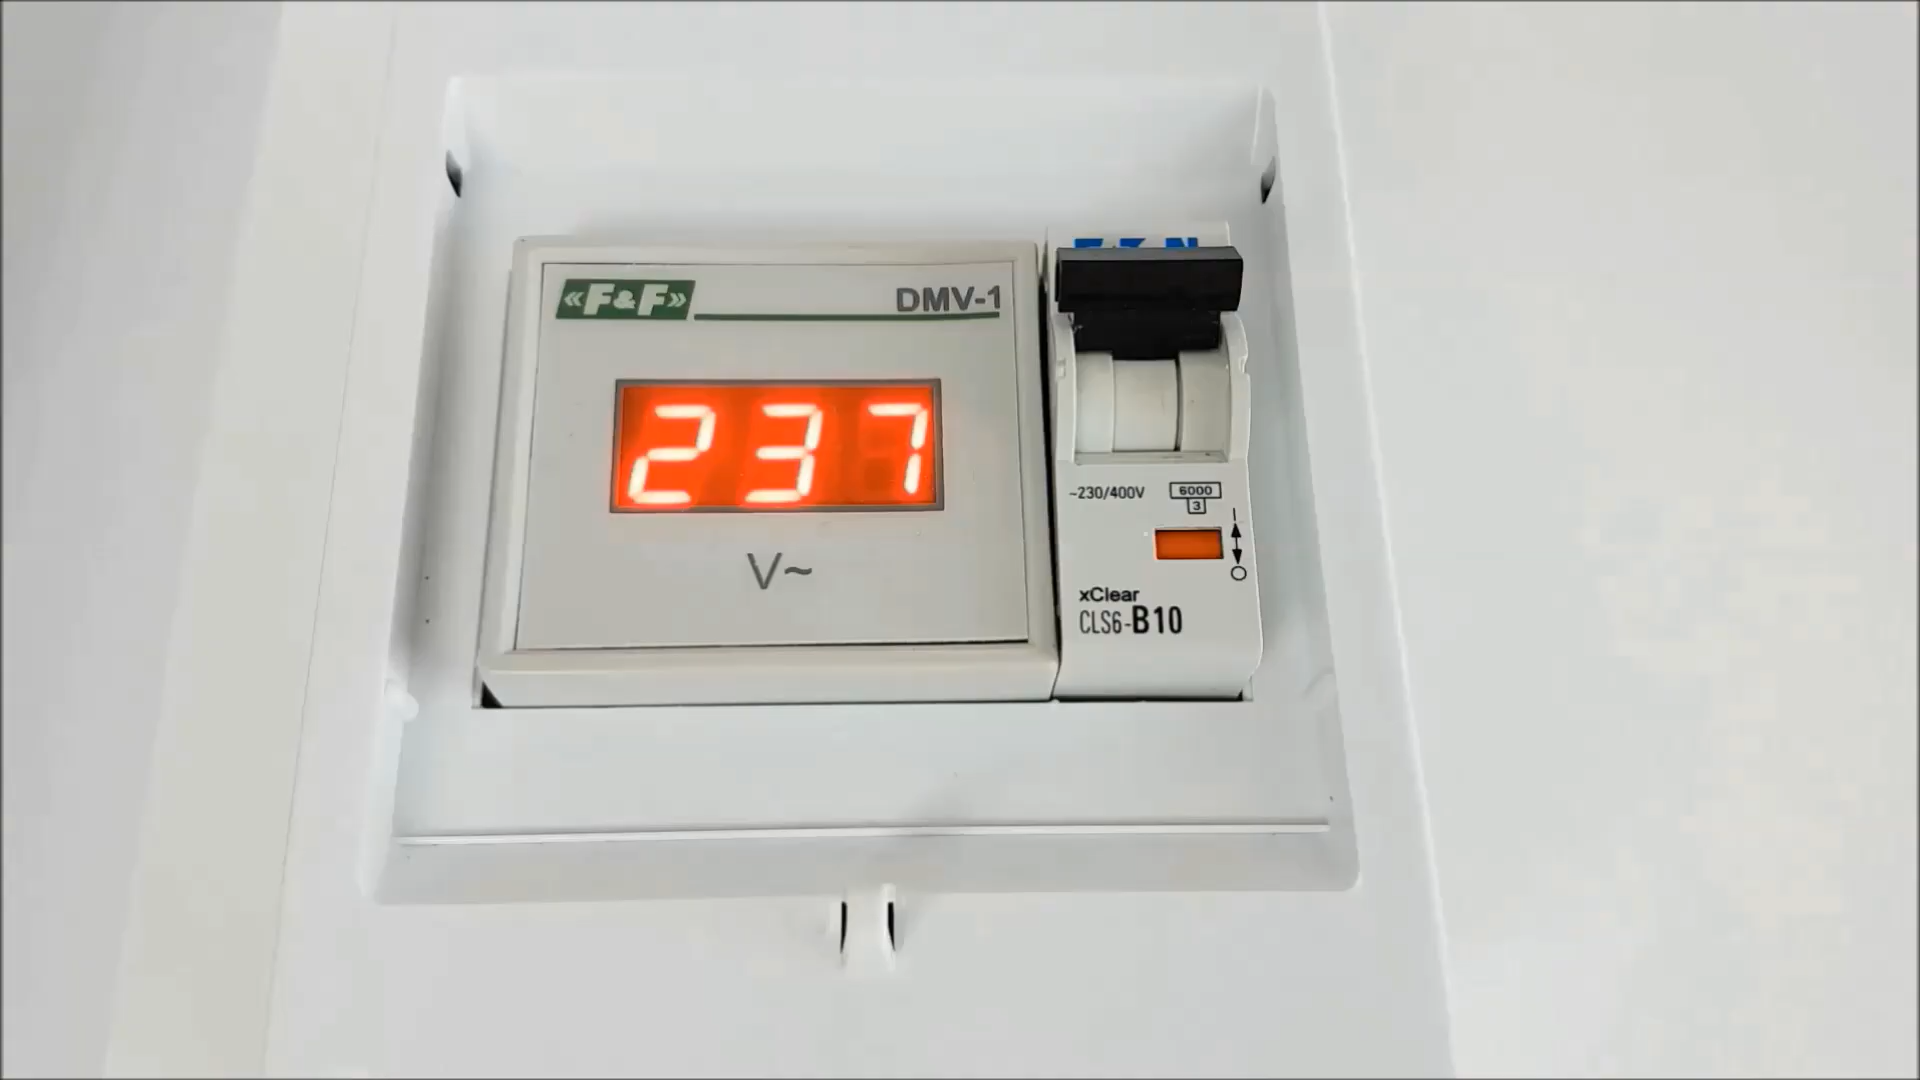 «F&F»
DMV-1
237
V~
~230/400V
6000
3
I
O
xClear
CLS6-B10